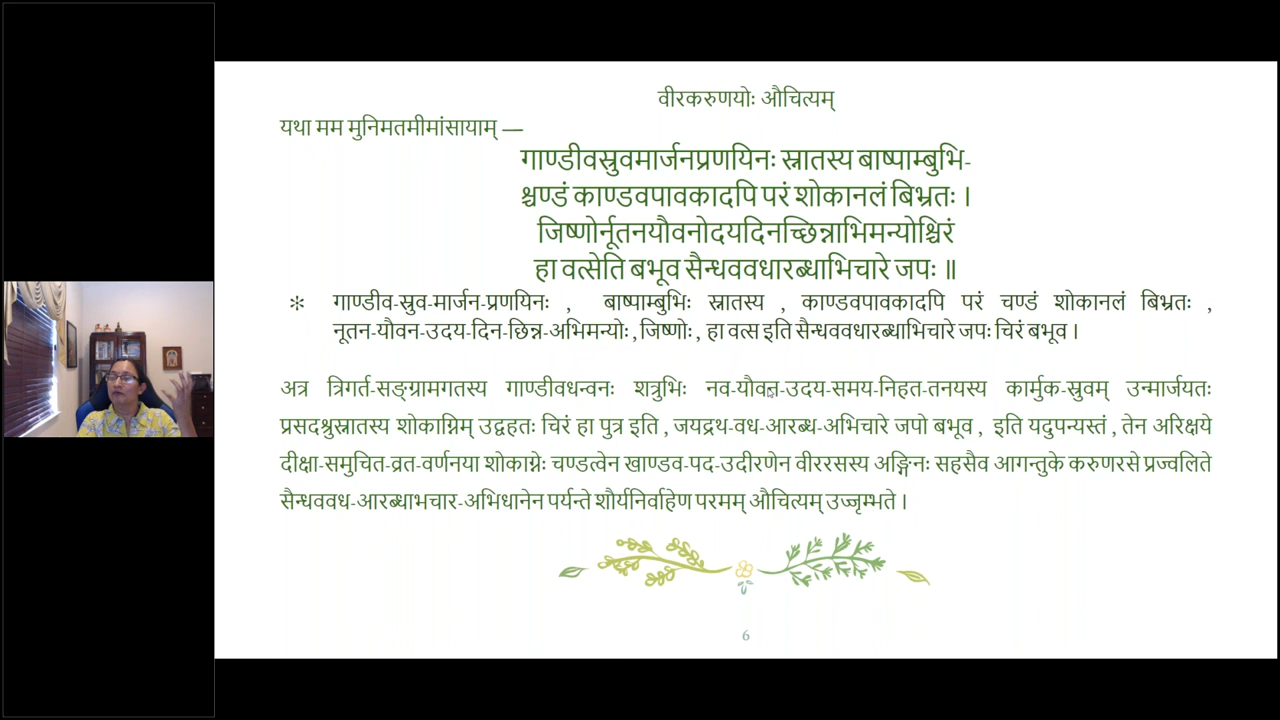 वीरकरुणयोः औचित्यम्
यथा मम मुनिमतमीमांसायाम् —
गाण्डीवस्रुवमार्जनप्रणयिनः स्नातस्य बाष्पाम्बुभि-
श्चण्डं काण्डवपावकादपि परं शोकानलं बिभ्रतः ।
जिष्णोर्नूतनयौवनोदयदिनच्छिन्नाभिमन्योश्चिरं
हा वत्सेति बभूव सैन्धववधारब्धाभिचारे जपः ॥
* गाण्डीव-स्रुव-मार्जन-प्रणयिनः , बाष्पाम्बुभिः स्नातस्य , काण्डवपावकादपि परं चण्डं शोकानलं बिभ्रतः ,
नूतन-यौवन-उदय-दिन-छिन्न-अभिमन्योः , जिष्णोः , हा वत्स इति सैन्धववधारब्धाभिचारे जपः चिरं बभूव ।
अत्र त्रिगर्त-सङ्ग्रामगतस्य गाण्डीवधन्वनः शत्रुभिः नव-यौवन-उदय-समय-निहत-तनयस्य कार्मुक-स्रुवम् उन्मार्जयतः
प्रसदश्रुस्नातस्य शोकाग्निम् उद्वहतः चिरं हा पुत्र इति , जयद्रथ-वध-आरब्ध-अभिचारे जपो बभूव , इति यदुपन्यस्तं , तेन अरिक्षये
दीक्षा-समुचित-व्रत-वर्णनया शोकाग्नेः चण्डत्वेन खाण्डव-पद-उदीरणेन वीररसस्य अङ्गिनः सहसैव आगन्तुके करुणरसे प्रज्वलिते
सैन्धववध-आरब्धाभचार-अभिधानेन पर्यन्ते शौर्यनिर्वाहेण परमम् औचित्यम् उज्जृम्भते ।
6